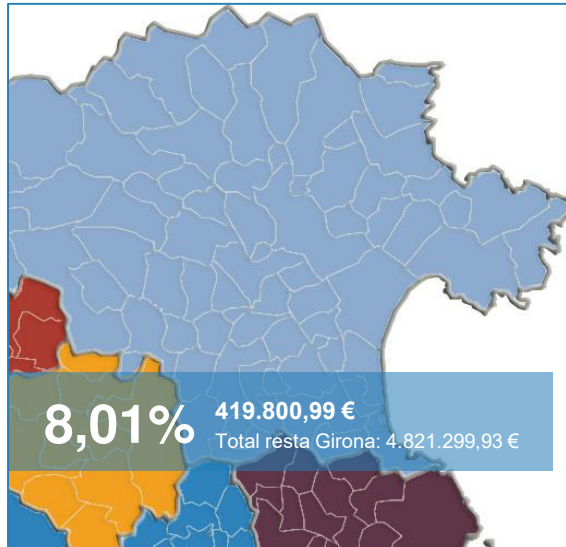 8,01%
419.800,99 €
Total resta Girona: 4.821.299,93 €